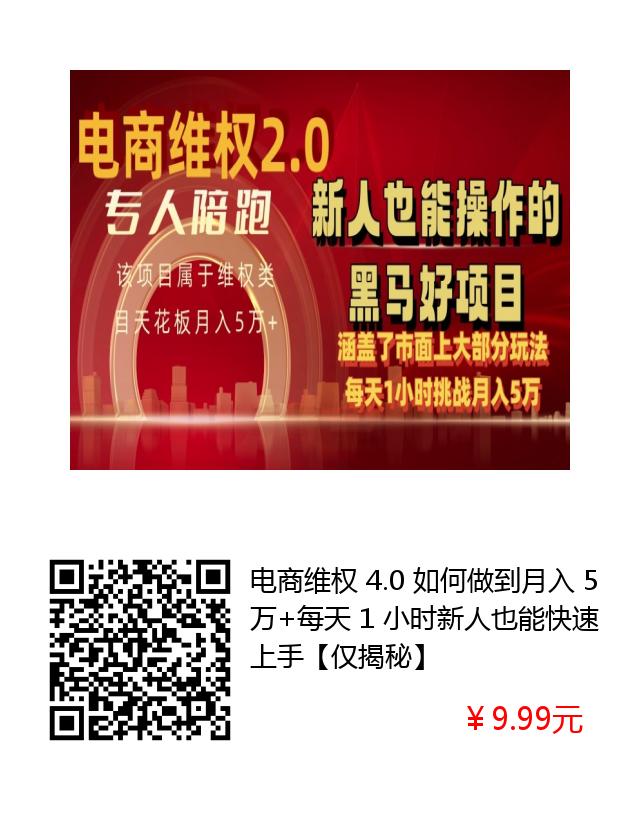 电商维权2.0
专人陪跑
该项目属于维权类
目天花板月入5万+
新人也能操作的
黑马好项目
涵盖了市面上大部分玩法
每天1小时挑战月入5万
电商维权 4.0 如何做到月入 5
万+每天 1 小时新人也能快速
上手【仅揭秘】
¥ 9.99元